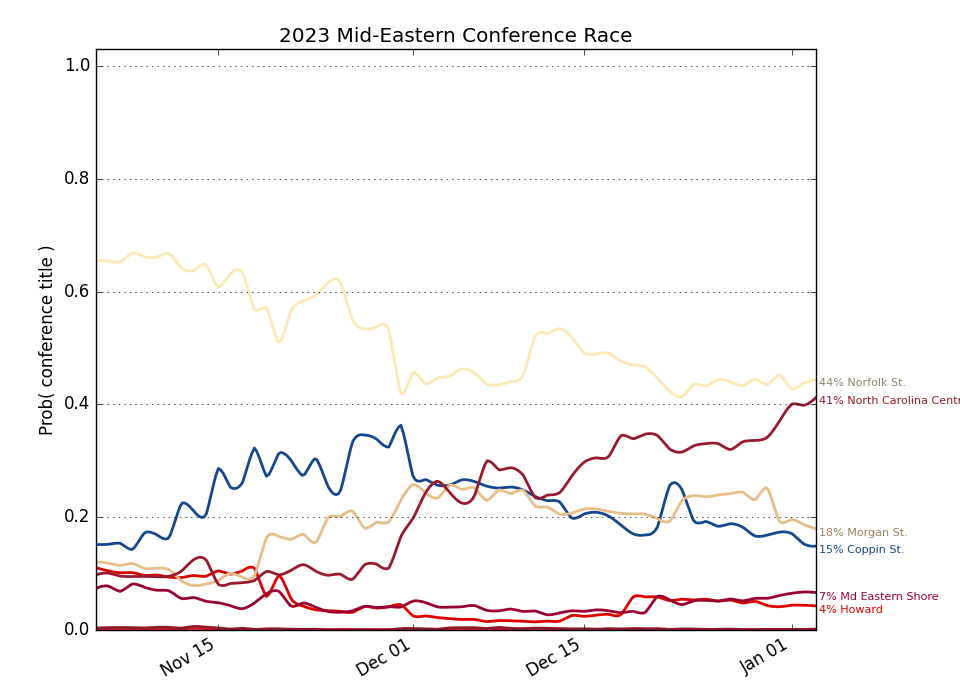 2023 Mid-Eastern Conference Race
Prob( conference title )
1.0
0.8
0.6
0.4
0.2
0.0
Nov 15
Dec 01
Dec 15
Jan 01
44% Norfolk St.
41% North Carolina Centr
18% Morgan St.
15% Coppin St.
7% Md Eastern Shore
4% Howard